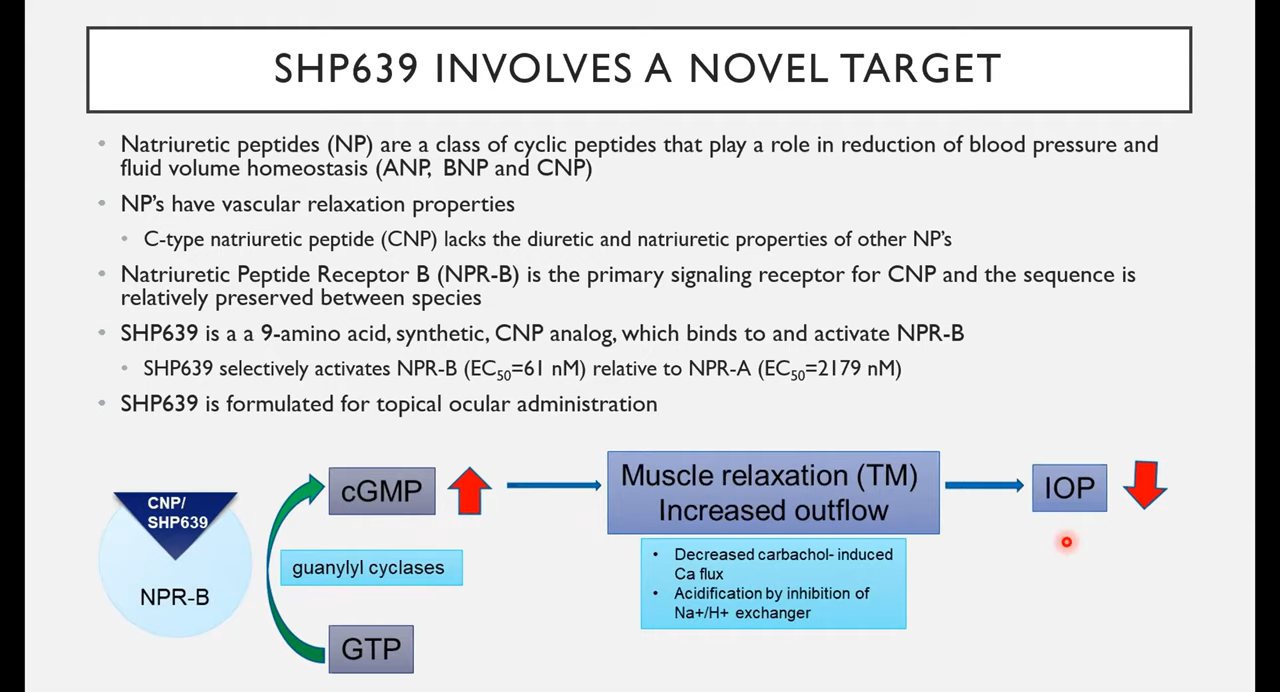 SHP639 INVOLVES A NOVEL TARGET
• Natriuretic peptides (NP) are a class of cyclic peptides that play a role in reduction of blood pressure and
fluid volume homeostasis (ANP, BNP and CNP)
• NP's have vascular relaxation properties
• C-type natriuretic peptide (CNP) lacks the diuretic and natriuretic properties of other NP's
• Natriuretic Peptide Receptor B (NPR-B) is the primary signaling receptor for CNP and the sequence is
relatively preserved between species
• SHP639 is a a 9-amino acid, synthetic, CNP analog, which binds to and activate NPR-B
• SHP639 selectively activates NPR-B (EC₅₀=61 nM) relative to NPR-A (EC₅₀=2179 nM)
• SHP639 is formulated for topical ocular administration
CNP/
SHP639
NPR-B
cGMP
guanylyl cyclases
GTP
Muscle relaxation (TM)
Increased outflow
• Decreased carbachol- induced
Ca flux
• Acidification by inhibition of
Na+/H+ exchanger
IOP